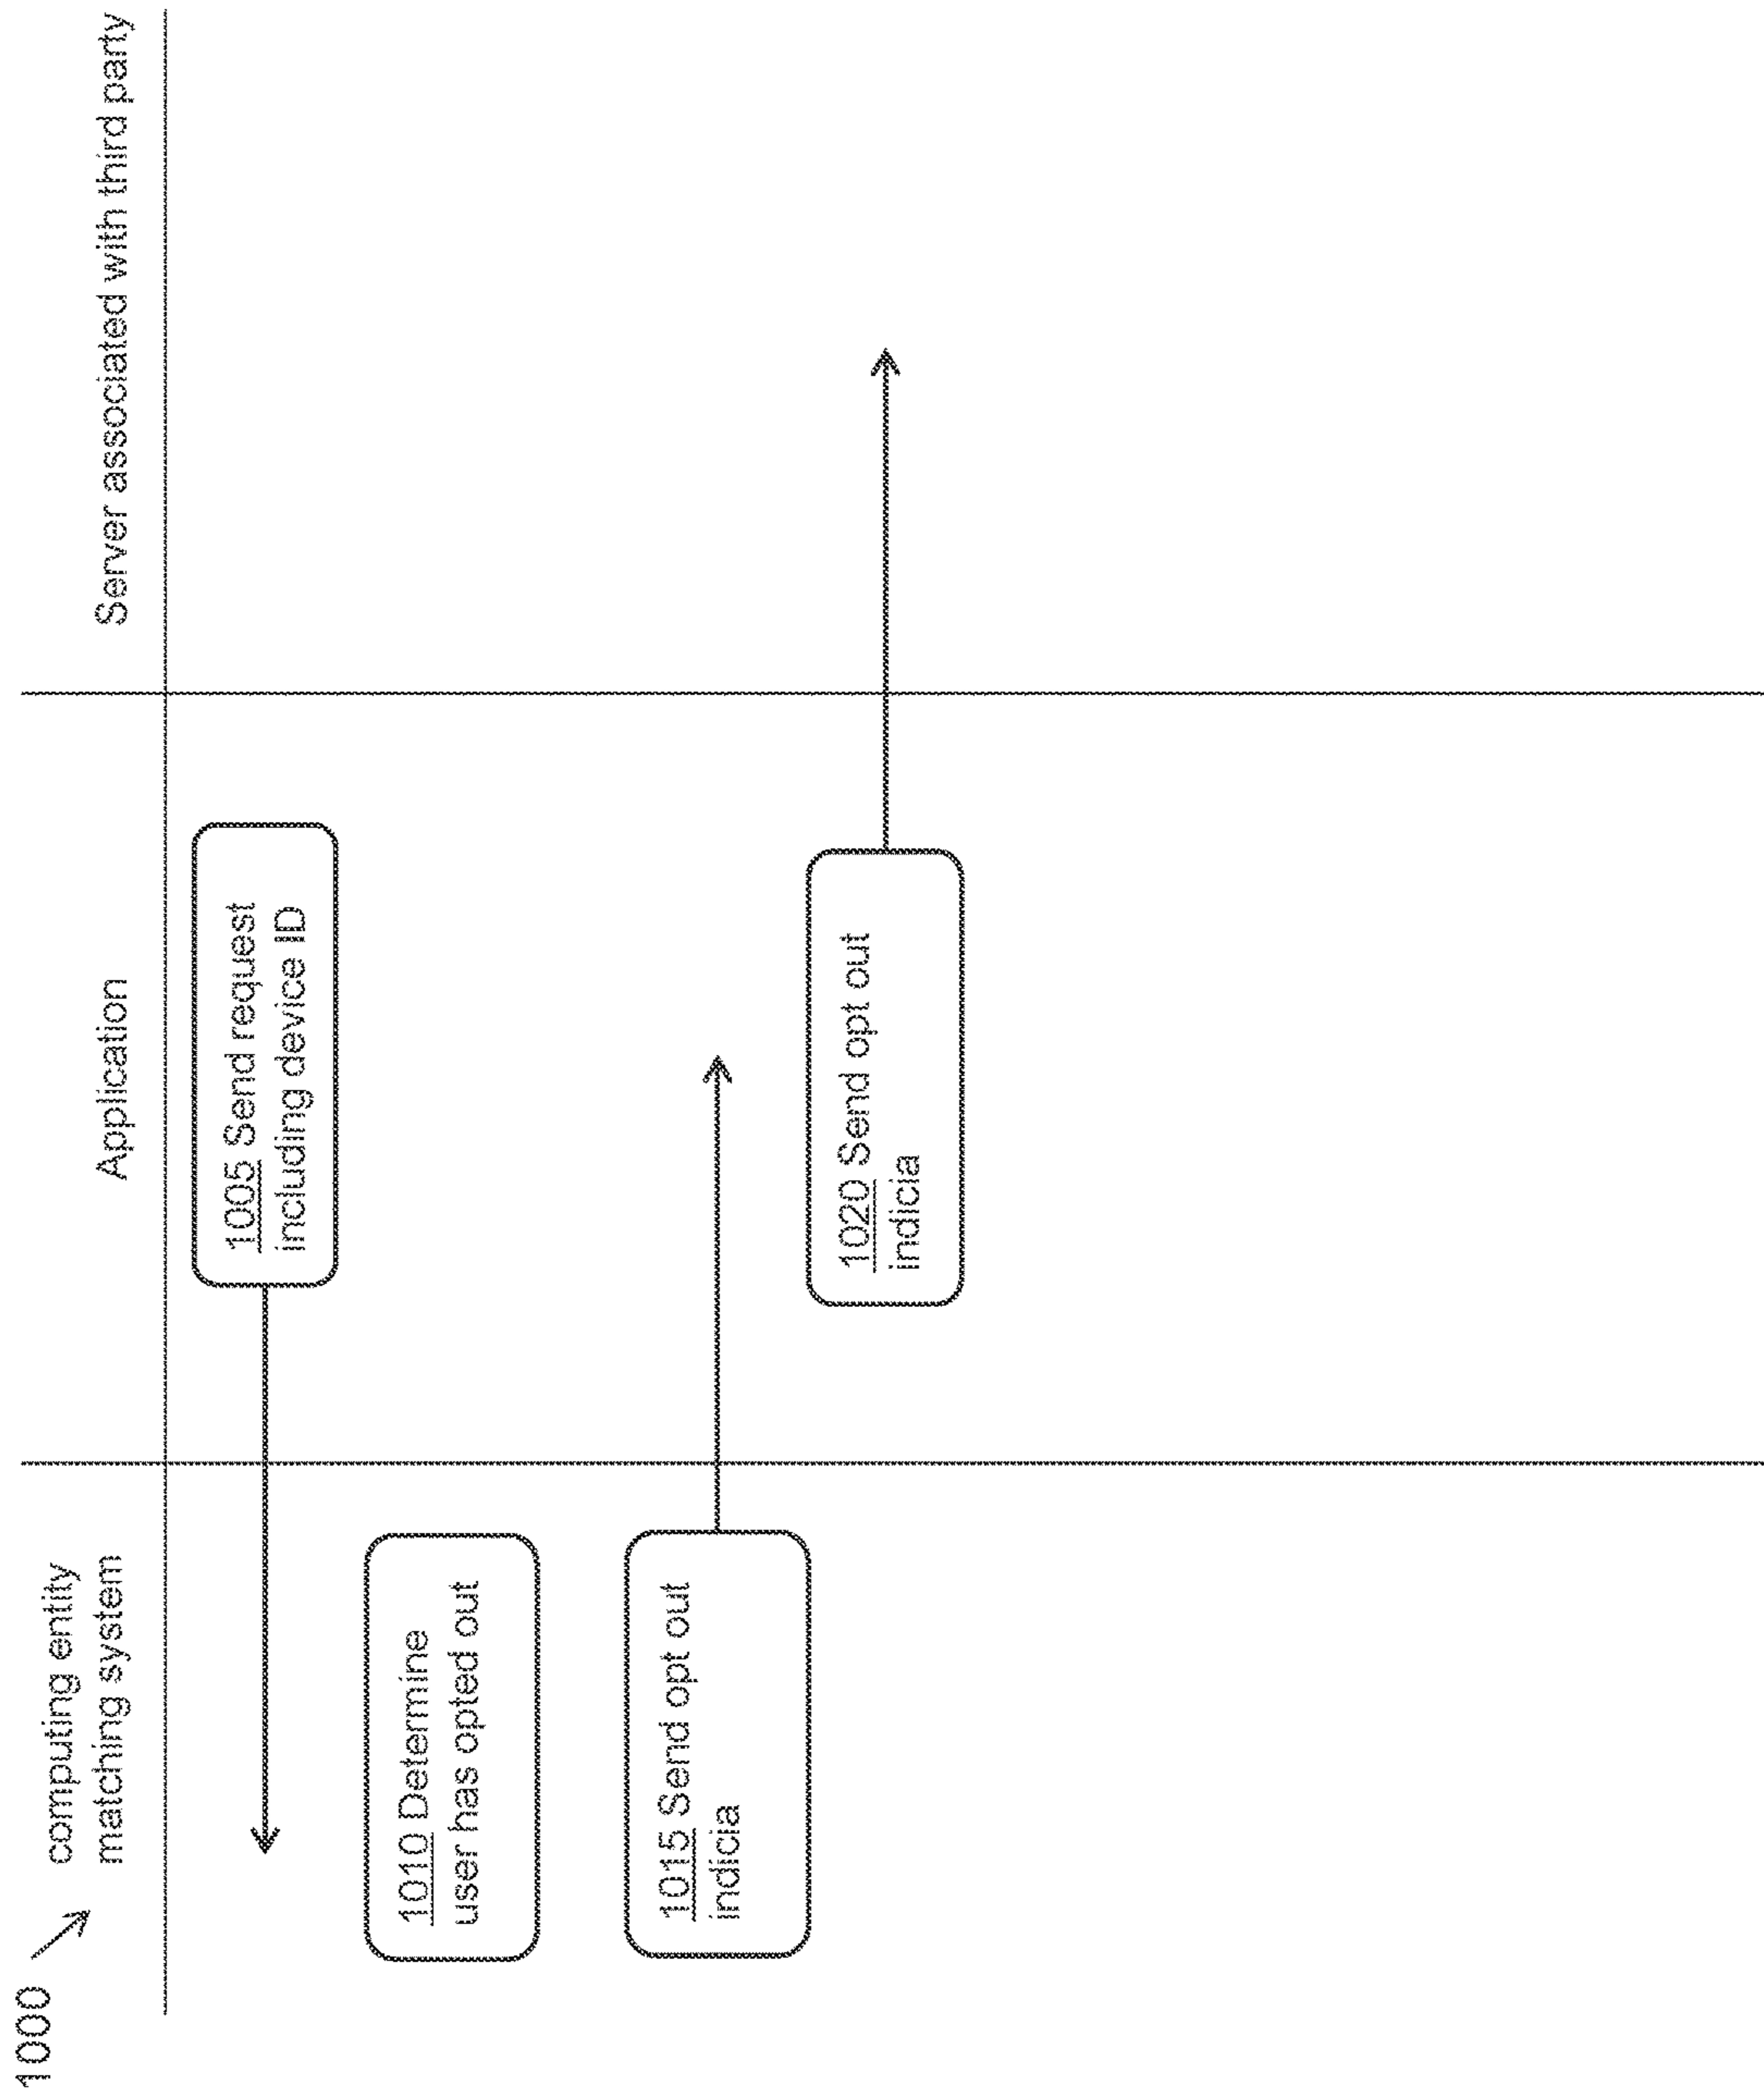 1000
computing entity
matching system
Application
Server associated with third party
1005 Send request
including device ID
1010 Determine
user has opted out
1015 Send opt out
indicia
1020 Send opt out
indicia